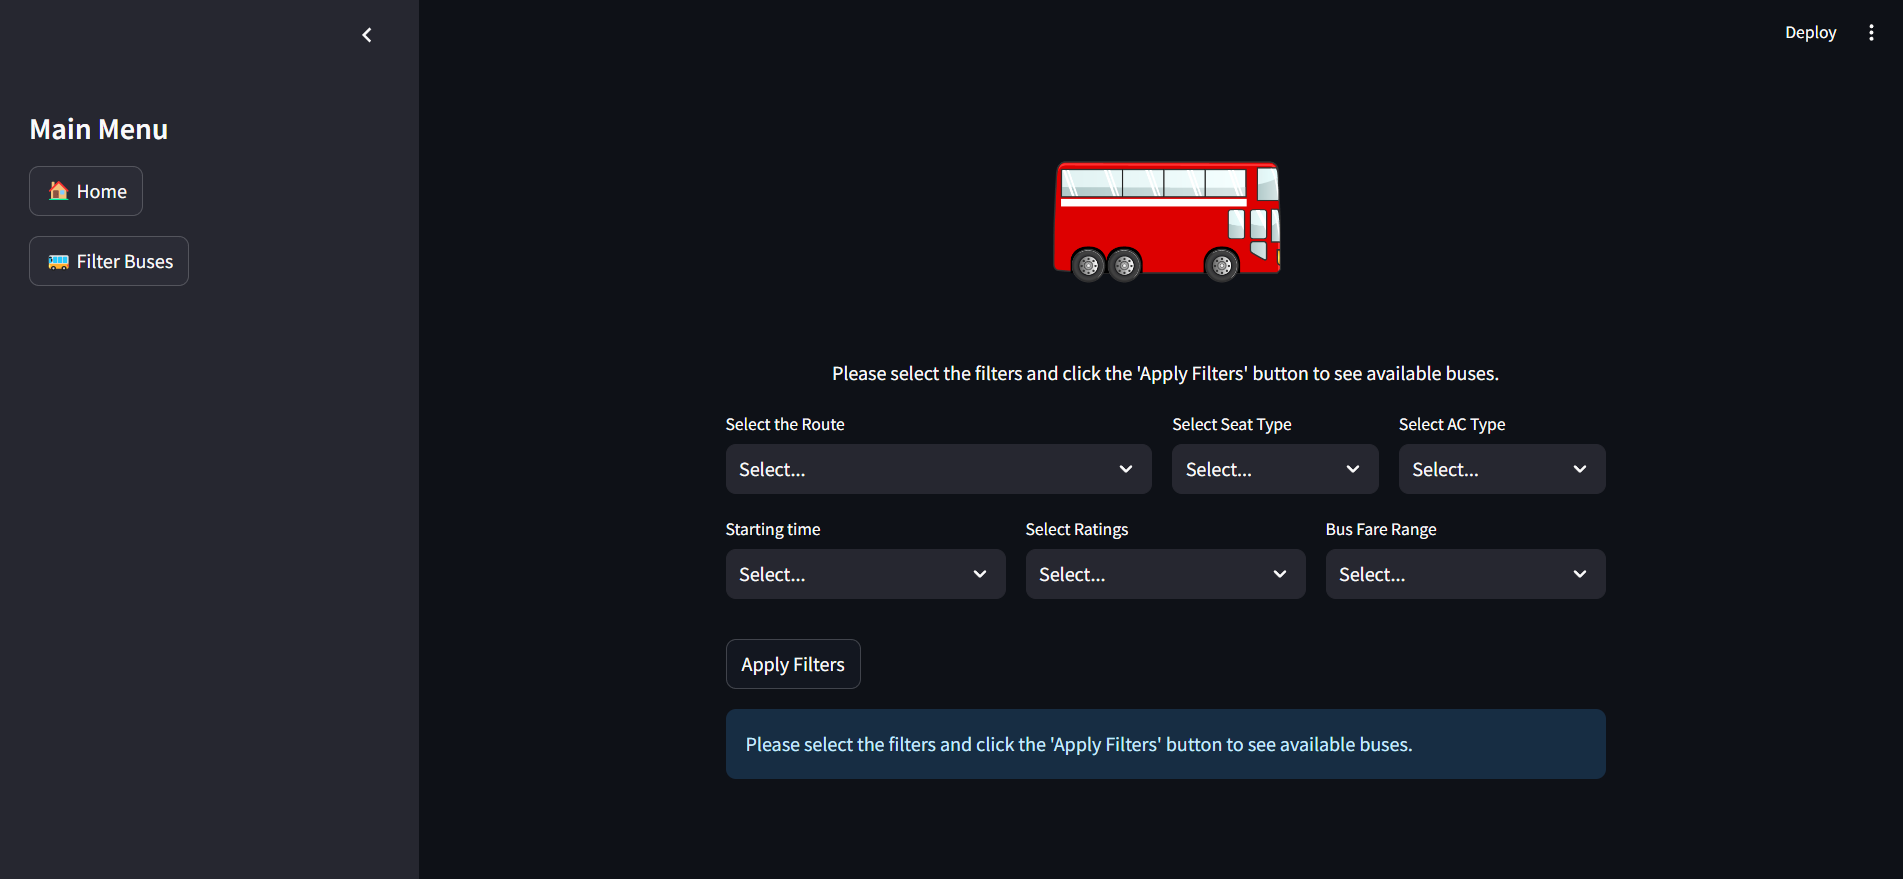 Deploy
Main Menu
🏠 Home
🚌 Filter Buses
Please select the filters and click the 'Apply Filters' button to see available buses.
Select the Route
Select Seat Type
Select AC Type
Select...
Select...
Select...
Starting time
Select Ratings
Bus Fare Range
Select...
Select...
Select...
Apply Filters
Please select the filters and click the 'Apply Filters' button to see available buses.